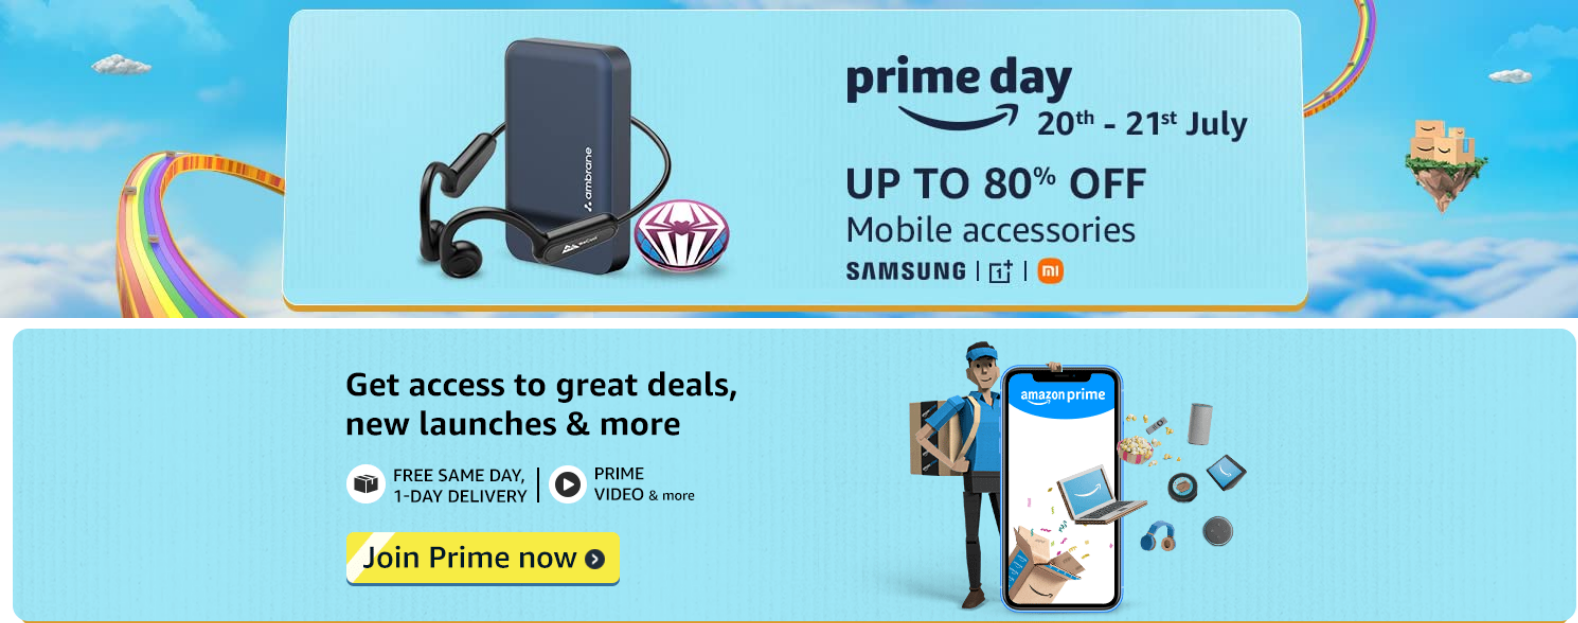 ambrane
prime day
20th - 21st July
UP TO 80% OFF
Mobile accessories
SAMSUNG | 1+ | mi
Get access to great deals,
new launches & more
FREE SAME DAY,
1-DAY DELIVERY
PRIME
VIDEO & more
Join Prime now
amazon prime